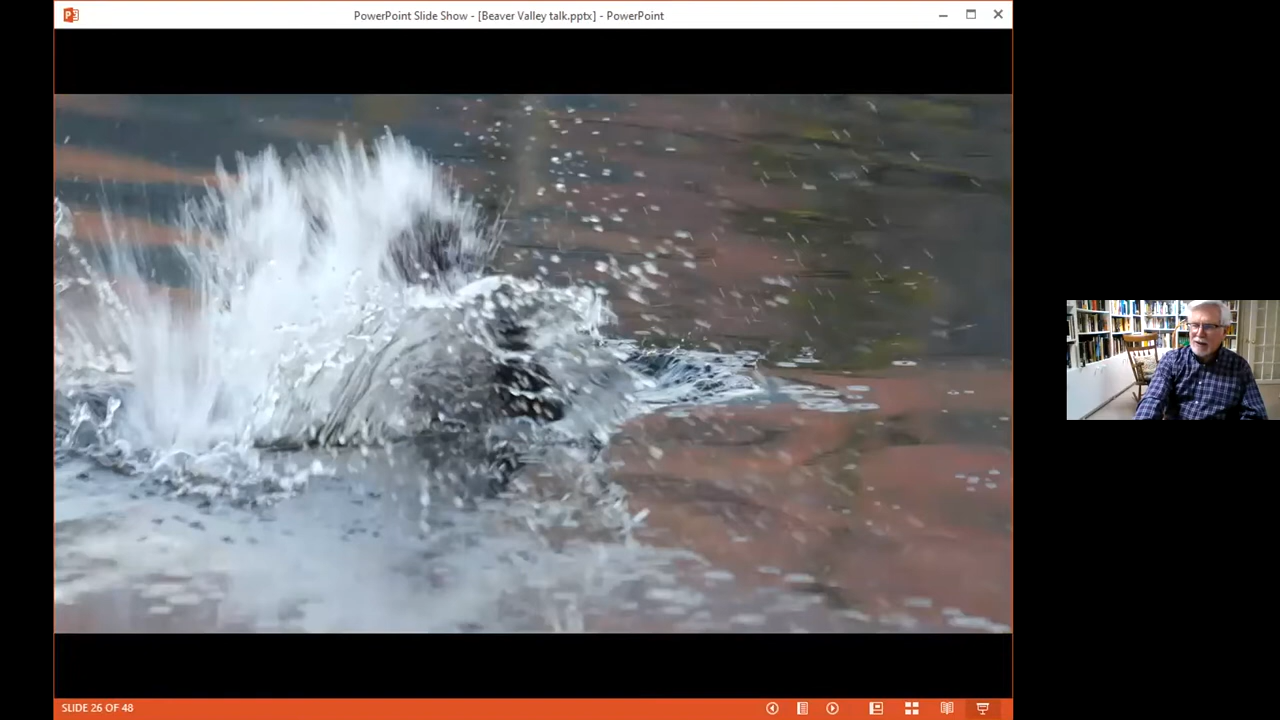 PowerPoint Slide Show - [Beaver Valley talk.pptx] - PowerPoint
SLIDE 26 OF 48